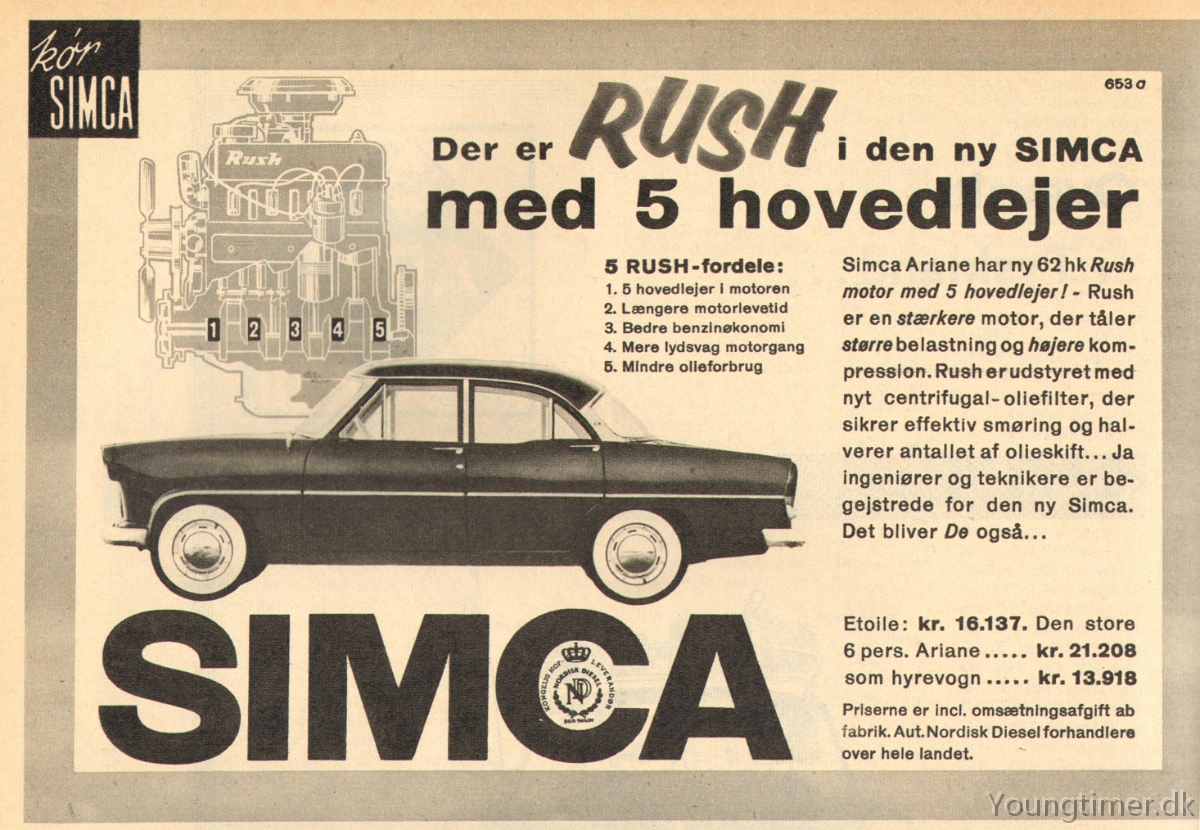 kør
SIMCA
653 a
Rush
Der er RUSH i den ny SIMCA
med 5 hovedlejer
5 RUSH-fordele:
1. 5 hovedlejer i motoren
2. Længere motorlevetid
3. Bedre benzinøkonomi
4. Mere lydsvag motorgang
5. Mindre olieforbrug
1 2 3 4 5
Simca Ariane har ny 62 hk Rush
motor med 5 hovedlejer! - Rush
er en stærkere motor, der tåler
større belastning og højere kom-
pression. Rush er udstyret med
nyt centrifugal-oliefilter, der
sikrer effektiv smøring og hal-
verer antallet af olieskift... Ja
ingeniører og teknikere er be-
gejstrede for den ny Simca.
Det bliver De også...
SIMCA
KONGELIG HOF LEVERANDØR
NORDISK DIESEL
ND
Etoile: kr. 16.137. Den store
6 pers. Ariane ..... kr. 21.208
som hyrevogn ..... kr. 13.918
Priserne er incl. omsætningsafgift ab
fabrik. Aut. Nordisk Diesel forhandlere
over hele landet.
Youngtimer.dk